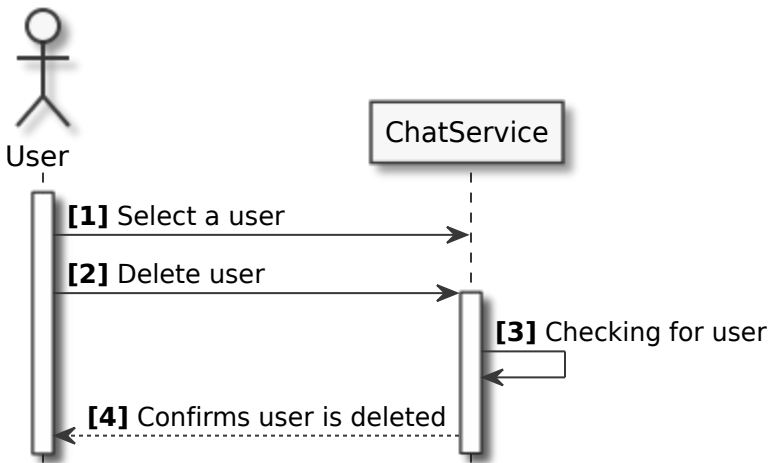 User
ChatService
[1] Select a user
[2] Delete user
[3] Checking for user
[4] Confirms user is deleted